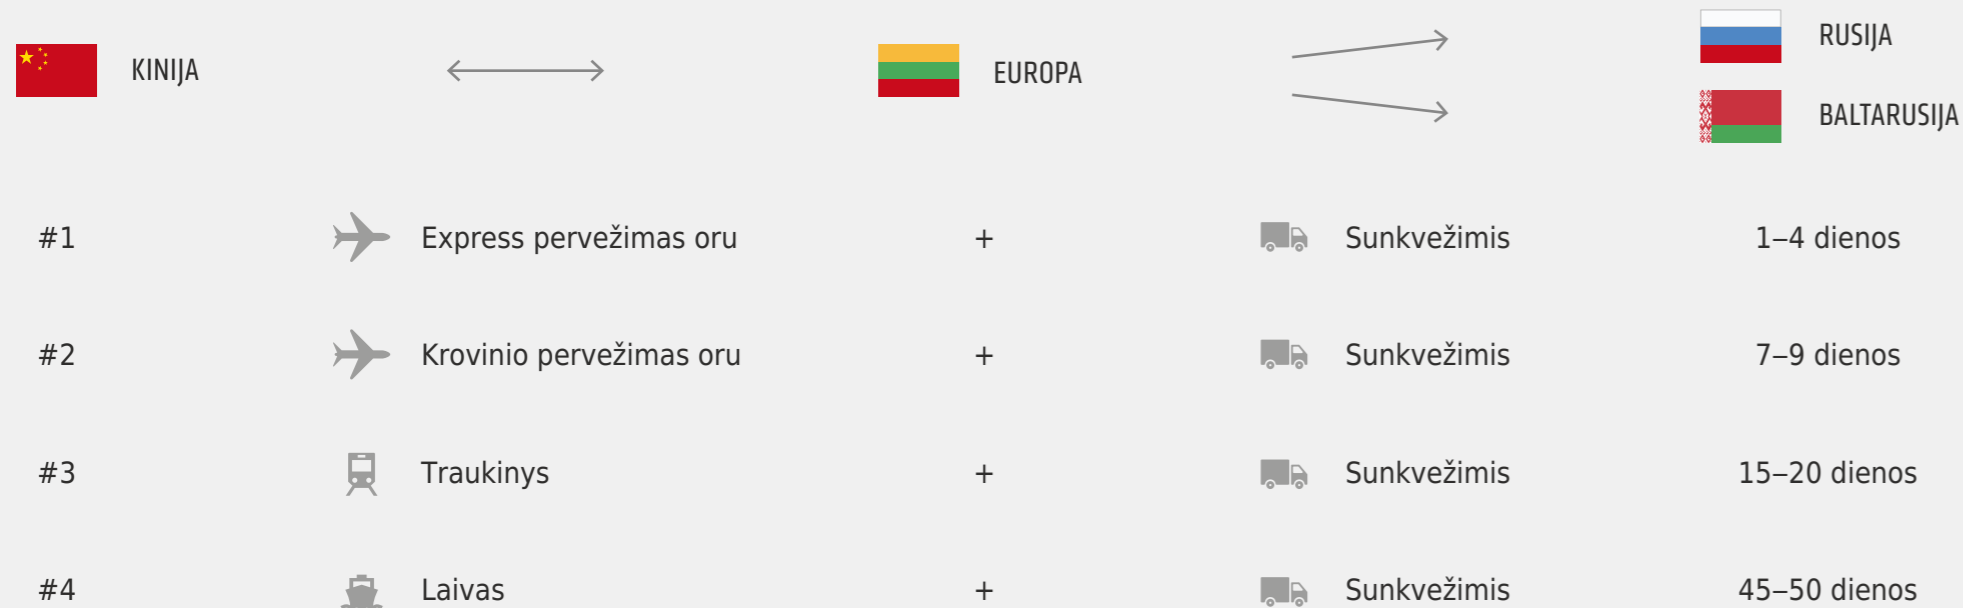 KINIJA EUROPA RUSIJA
BALTARUSIJA
#1 Express pervežimas oru + Sunkvežimis 1–4 dienos
#2 Krovinio pervežimas oru + Sunkvežimis 7–9 dienos
#3 Traukinys + Sunkvežimis 15–20 dienos
#4 Laivas + Sunkvežimis 45–50 dienos